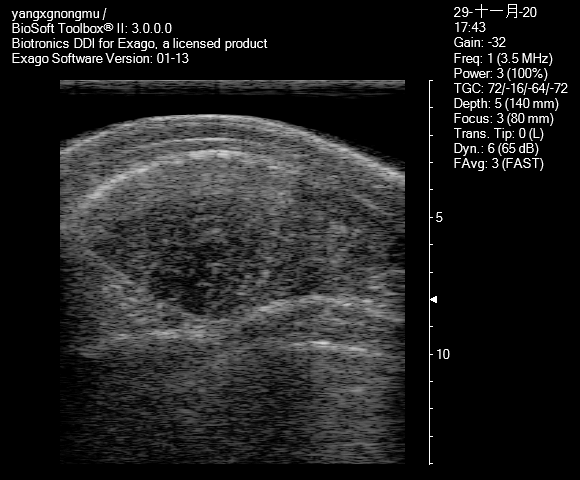 yangxgnongmu /
BioSoft Toolbox® II: 3.0.0.0
Biotronics DDI for Exago, a licensed product
Exago Software Version: 01-13
29-十一月-20
17:43
Gain: -32
Freq: 1 (3.5 MHz)
Power: 3 (100%)
TGC: 72/-16/-64/-72
Depth: 5 (140 mm)
Focus: 3 (80 mm)
Trans. Tip: 0 (L)
Dyn.: 6 (65 dB)
FAvg: 3 (FAST)
5
10